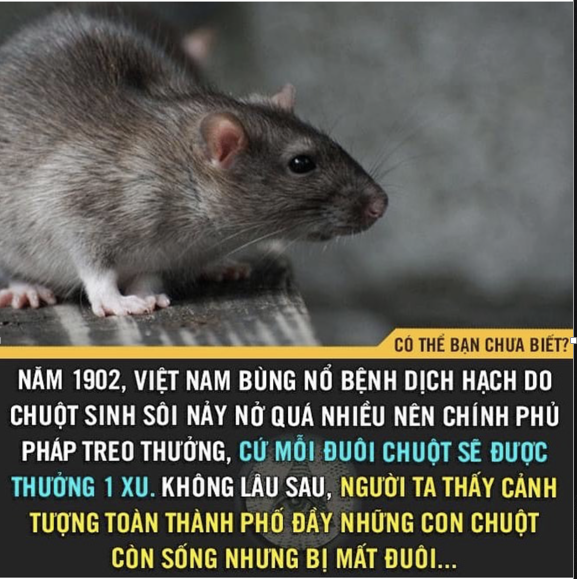 CÓ THỂ BẠN CHƯA BIẾT?
NĂM 1902, VIỆT NAM BÙNG NỔ BỆNH DỊCH HẠCH DO
CHUỘT SINH SÔI NẢY NỞ QUÁ NHIỀU NÊN CHÍNH PHỦ
PHÁP TREO THƯỞNG, CỨ MỖI ĐUÔI CHUỘT SẼ ĐƯỢC
THƯỞNG 1 XU. KHÔNG LÂU SAU, NGƯỜI TA THẤY CẢNH
TƯỢNG TOÀN THÀNH PHỐ ĐẦY NHỮNG CON CHUỘT
CÒN SỐNG NHƯNG BỊ MẤT ĐUÔI...